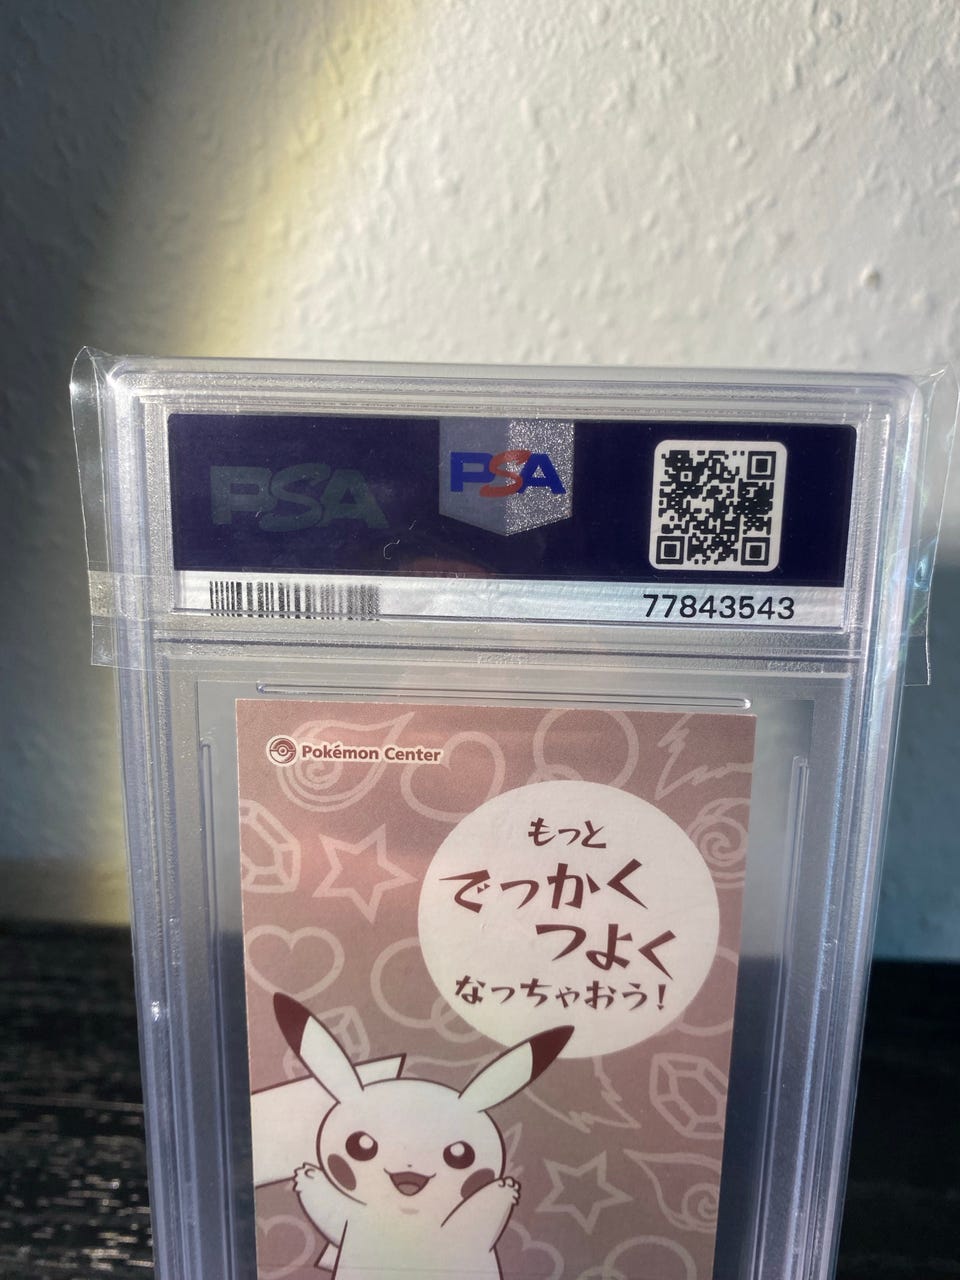 PSA
PSA
77843543
Pokémon Center
もっと
でっかく
つよく
なっちゃおう!